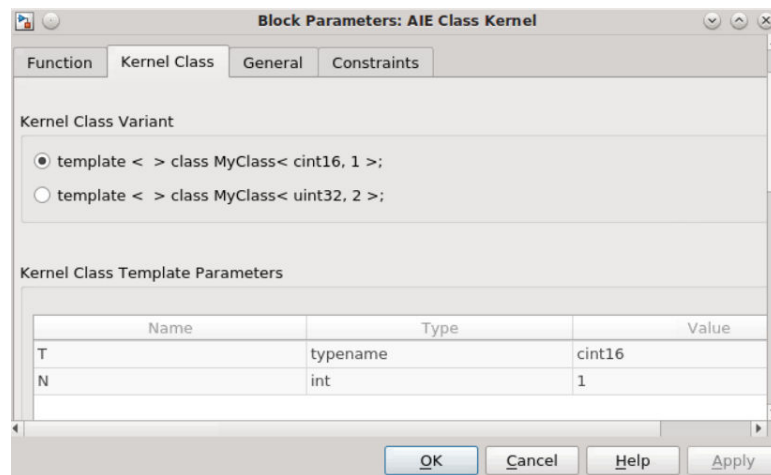 Block Parameters: AIE Class Kernel
Function Kernel Class General Constraints
Kernel Class Variant
template < > class MyClass< cint16, 1 >;
template < > class MyClass< uint32, 2 >;
Kernel Class Template Parameters
Name Type Value
T typename cint16
N int 1
OK Cancel Help Apply